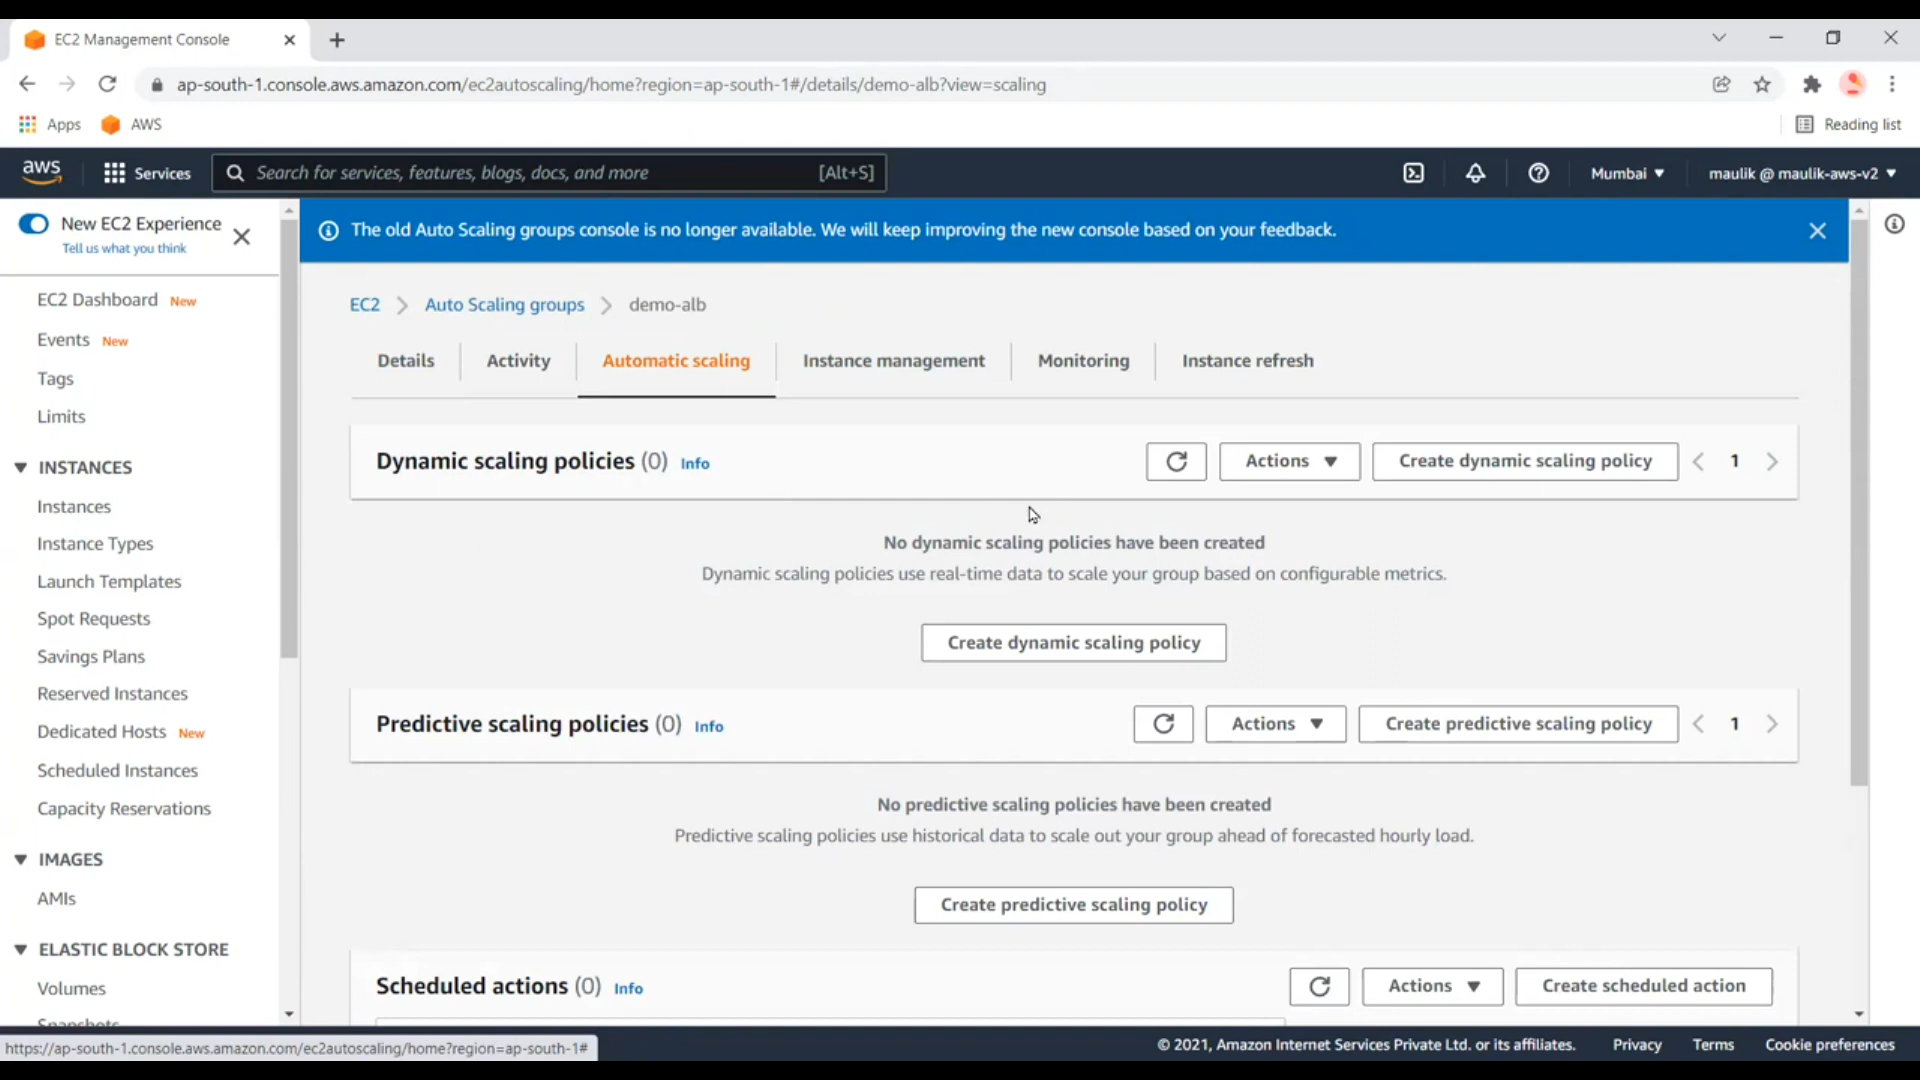 EC2 Management Console
ap-south-1.console.aws.amazon.com/ec2autoscaling/home?region=ap-south-1#/details/demo-alb?view=scaling
Apps AWS Reading list
aws Services Search for services, features, blogs, docs, and more [Alt+S] Mumbai ▼ maulik @ maulik-aws-v2 ▼
New EC2 Experience
Tell us what you think
The old Auto Scaling groups console is no longer available. We will keep improving the new console based on your feedback.
EC2 Dashboard New
Events New
Tags
Limits
INSTANCES
Instances
Instance Types
Launch Templates
Spot Requests
Savings Plans
Reserved Instances
Dedicated Hosts New
Scheduled Instances
Capacity Reservations
IMAGES
AMIs
ELASTIC BLOCK STORE
Volumes
Snapshots
EC2 > Auto Scaling groups > demo-alb
Details Activity Automatic scaling Instance management Monitoring Instance refresh
Dynamic scaling policies (0) Info Actions ▼ Create dynamic scaling policy < 1 >
No dynamic scaling policies have been created
Dynamic scaling policies use real-time data to scale your group based on configurable metrics.
Create dynamic scaling policy
Predictive scaling policies (0) Info Actions ▼ Create predictive scaling policy < 1 >
No predictive scaling policies have been created
Predictive scaling policies use historical data to scale out your group ahead of forecasted hourly load.
Create predictive scaling policy
Scheduled actions (0) Info Actions ▼ Create scheduled action
https://ap-south-1.console.aws.amazon.com/ec2autoscaling/home?region=ap-south-1#
© 2021, Amazon Internet Services Private Ltd. or its affiliates. Privacy Terms Cookie preferences